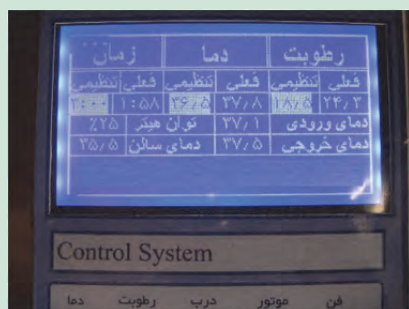 رطوبت دما زمان
فعلی تنظیمی فعلی تنظیمی فعلی تنظیمی
۲۴٫۳ ۲۸٫۵ ۳۷٫۸ ۳۶٫۵ ۱:۵۸ ۳:۰۰
دمای ورودی ۳۷٫۱ توان هیتر ٪۲۵
دمای خروجی ۳۷٫۵ دمای سالن ۲۵٫۵
Control System
فن موتور درب رطوبت دما